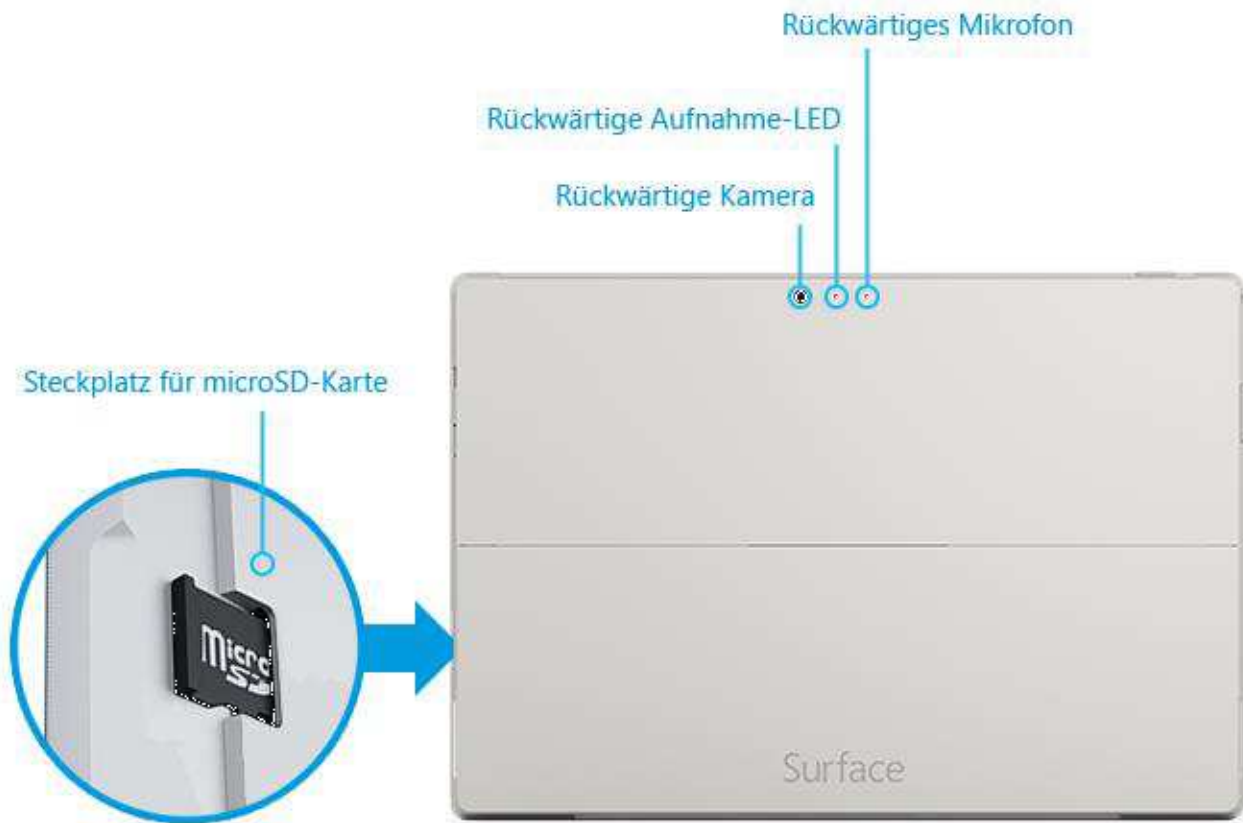 Rückwärtiges Mikrofon
Rückwärtige Aufnahme-LED
Rückwärtige Kamera
Steckplatz für microSD-Karte
Micro
SD
Surface